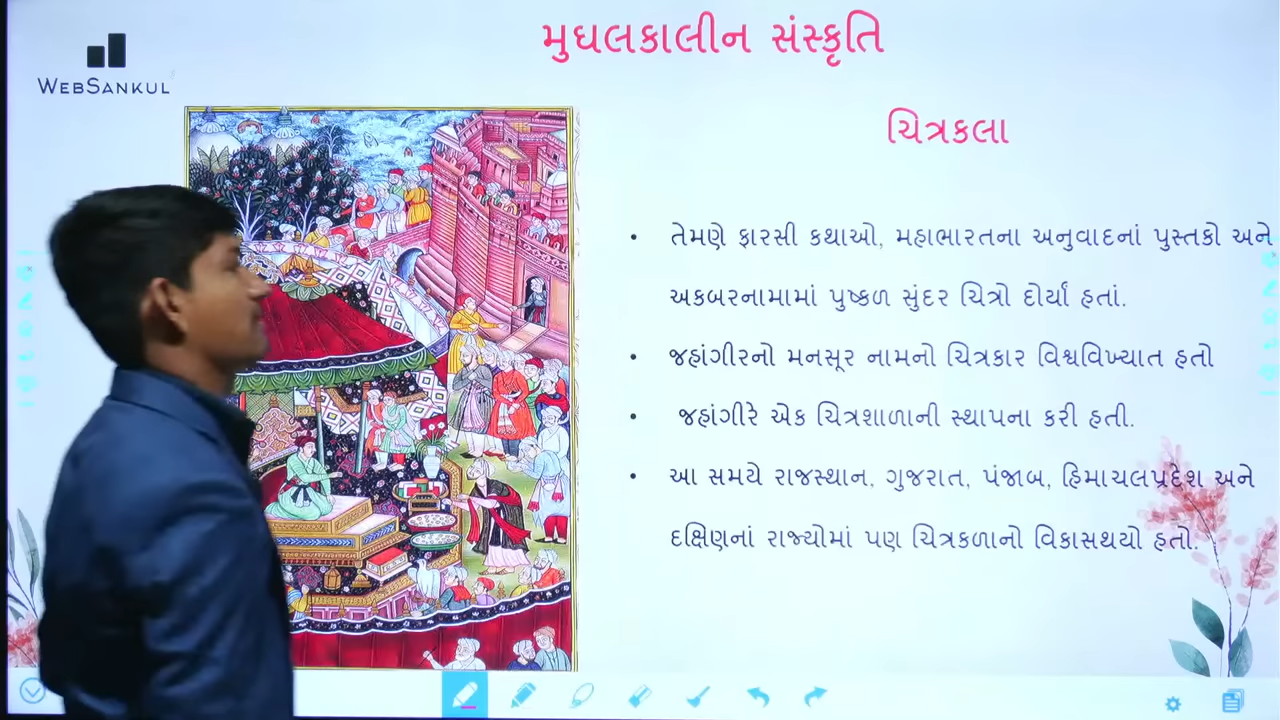 મુઘલકાલીન સંસ્કૃતિ
WEBSANKUL
ચિત્રકલા
• તેમણે ફારસી કથાઓ, મહાભારતના અનુવાદનાં પુસ્તકો અને
અકબરનામામાં પુષ્કળ સુંદર ચિત્રો દોર્યાં હતાં.
• જહાંગીરનો મનસૂર નામનો ચિત્રકાર વિશ્વવિખ્યાત હતો
• જહાંગીરે એક ચિત્રશાળાની સ્થાપના કરી હતી.
• આ સમયે રાજસ્થાન, ગુજરાત, પંજાબ, હિમાચલપ્રદેશ અને
દક્ષિણનાં રાજ્યોમાં પણ ચિત્રકળાનો વિકાસથયો હતો.